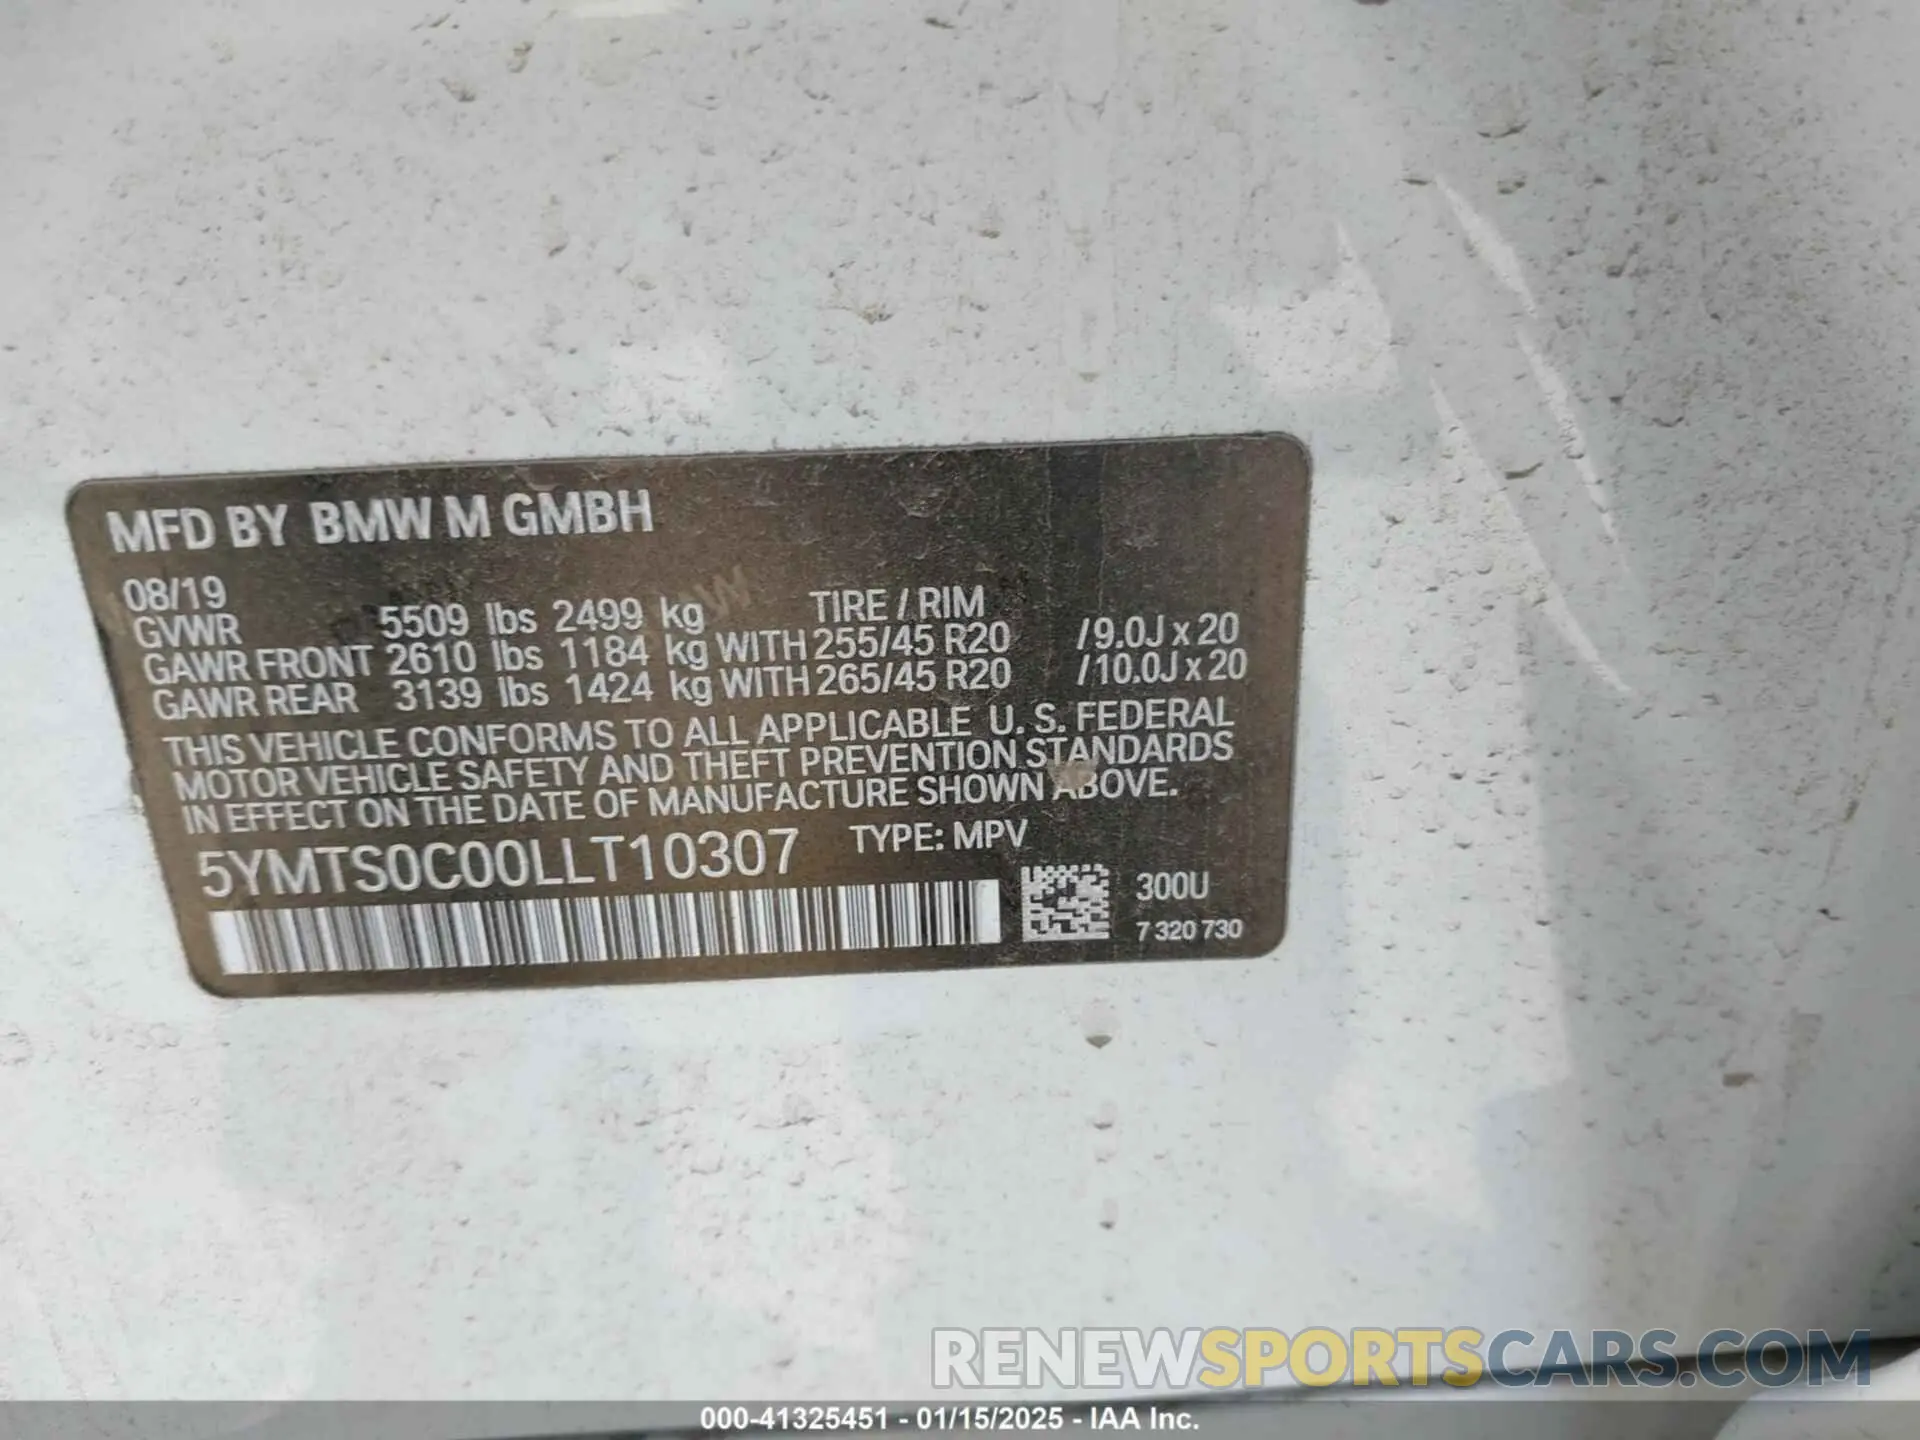 MFD BY BMW M GMBH
08/19
GVWR 5509 lbs 2499 kg TIRE / RIM
GAWR FRONT 2610 lbs 1184 kg WITH 255/45 R20 /9.0J x 20
GAWR REAR 3139 lbs 1424 kg WITH 265/45 R20 /10.0J x 20
THIS VEHICLE CONFORMS TO ALL APPLICABLE U. S. FEDERAL
MOTOR VEHICLE SAFETY AND THEFT PREVENTION STANDARDS
IN EFFECT ON THE DATE OF MANUFACTURE SHOWN ABOVE.
5YMTS0C00LLT10307 TYPE: MPV
300U
7 320 730
RENEWSPORTSCARS.COM
000-41325451 - 01/15/2025 - IAA Inc.